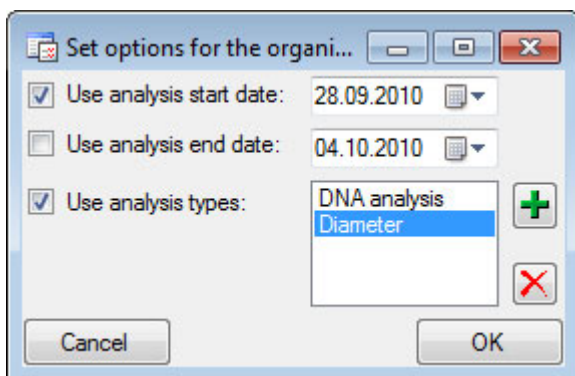 Set options for the organi...
Use analysis start date: 28.09.2010
Use analysis end date: 04.10.2010
Use analysis types: DNA analysis
Diameter
Cancel OK